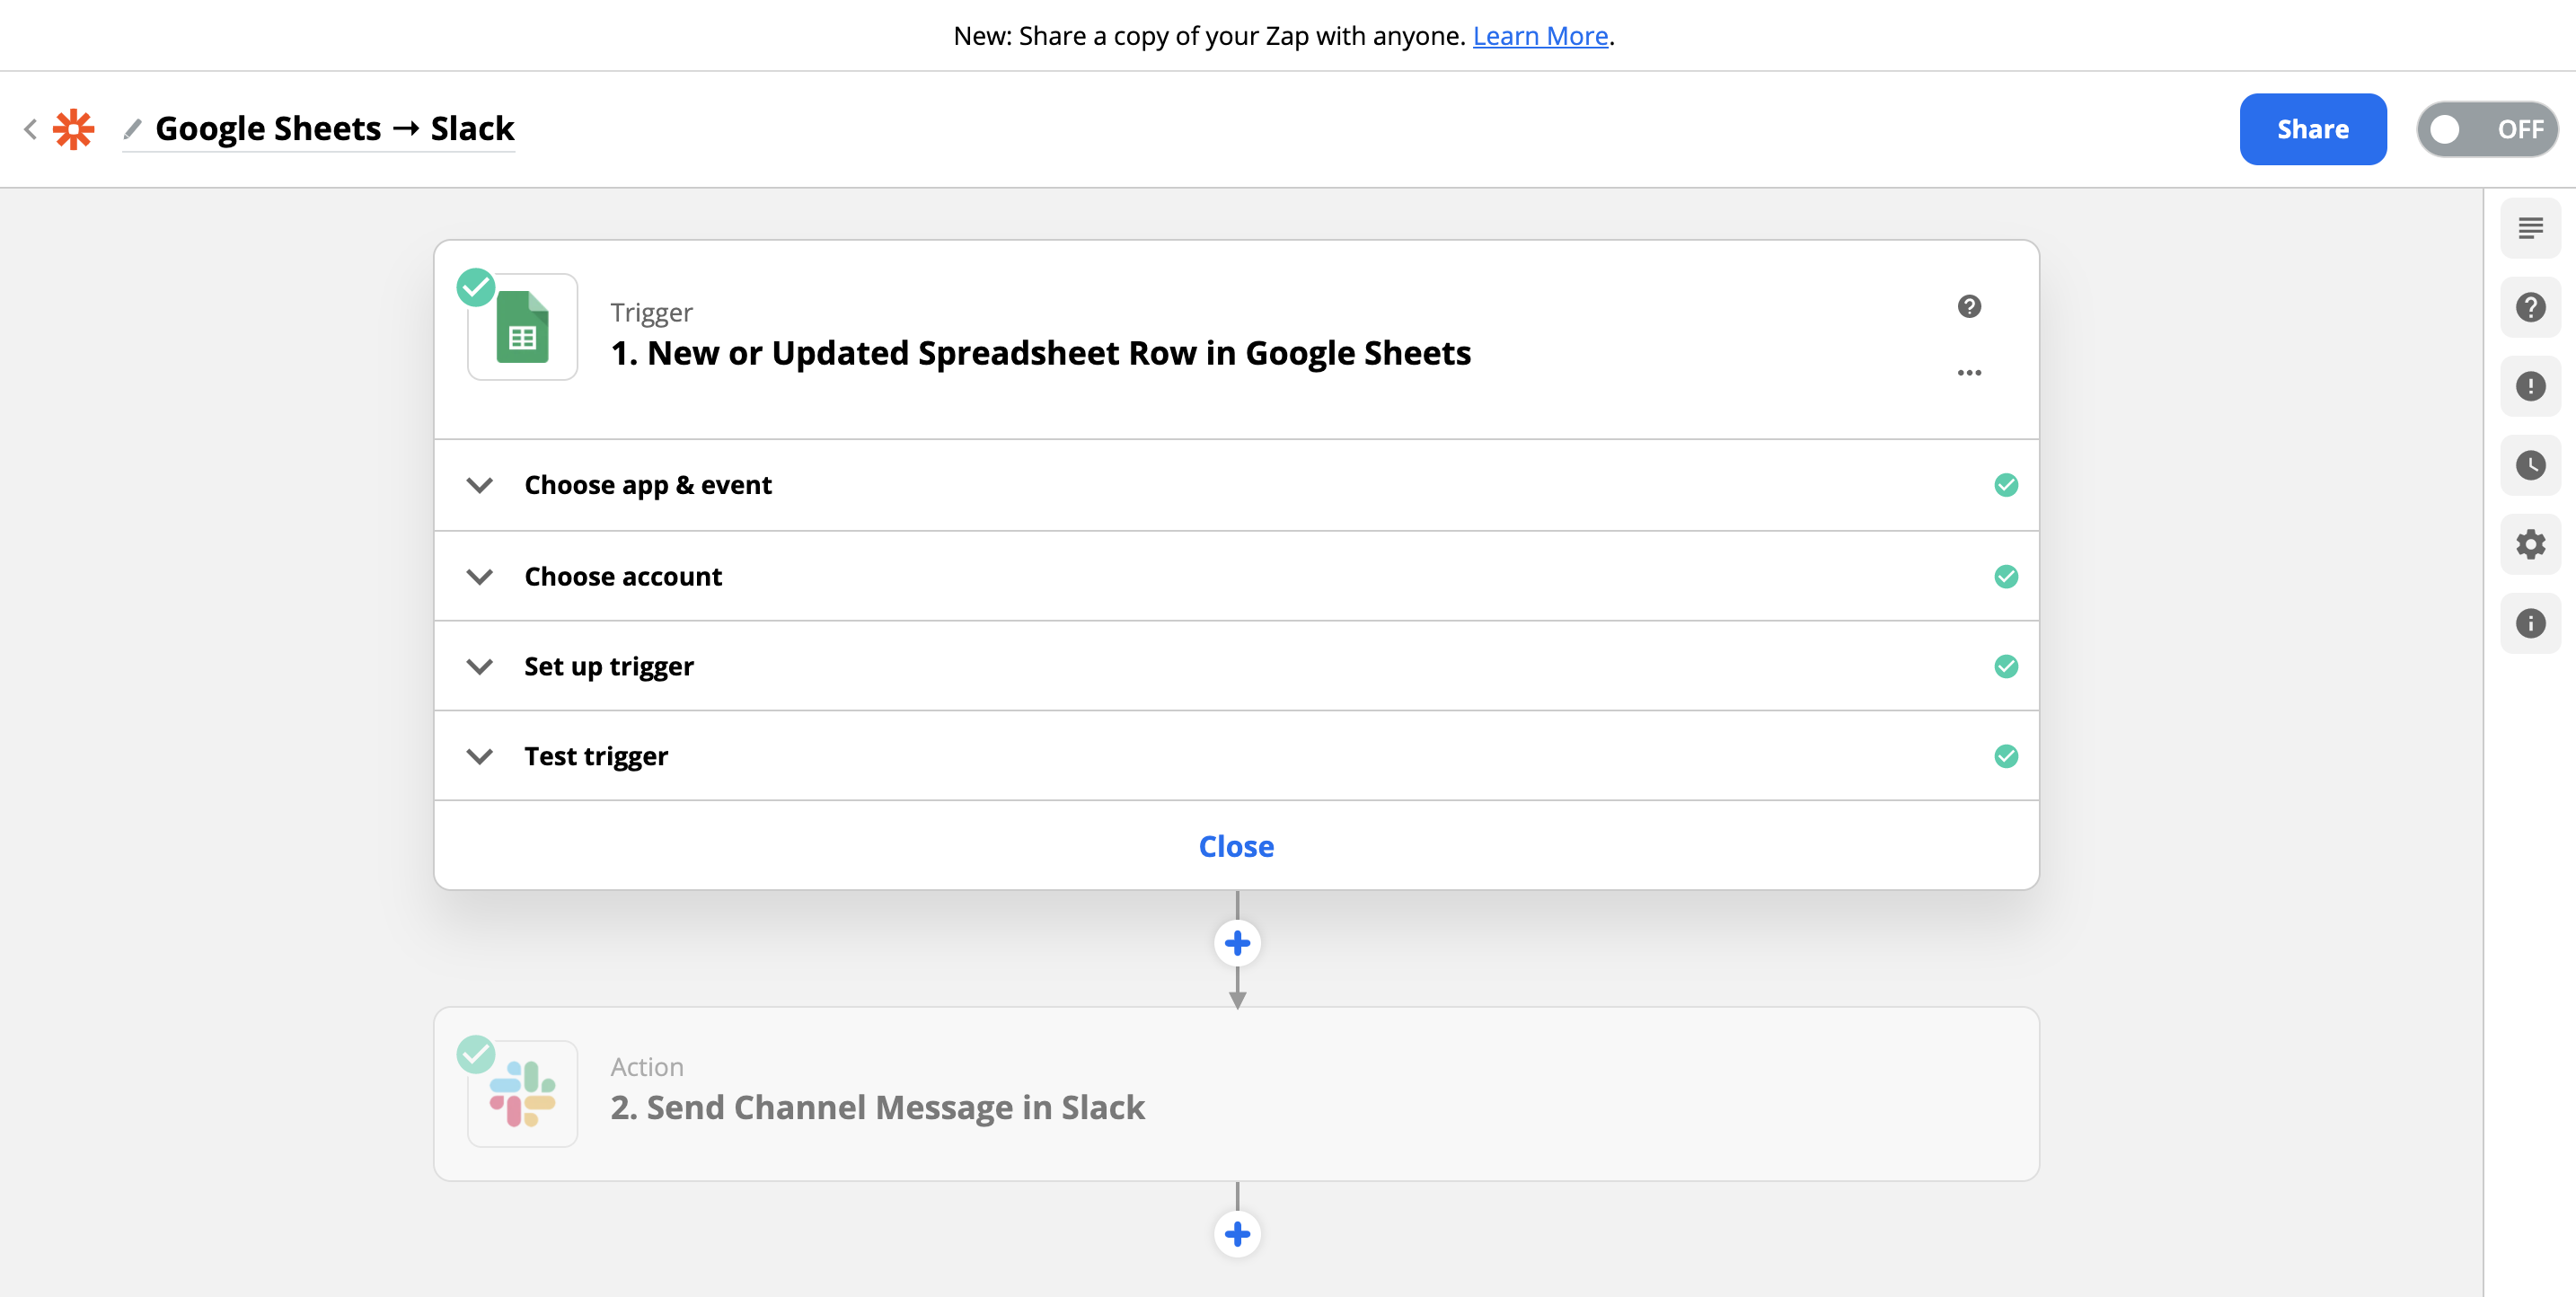 New: Share a copy of your Zap with anyone. Learn More.
Google Sheets → Slack
Share
OFF
Trigger
1. New or Updated Spreadsheet Row in Google Sheets
Choose app & event
Choose account
Set up trigger
Test trigger
Close
Action
2. Send Channel Message in Slack